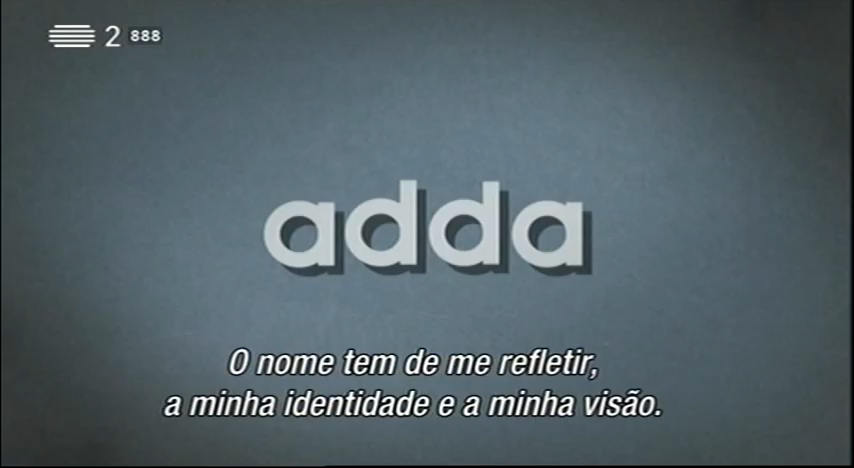 2 888
adda
O nome tem de me refletir,
a minha identidade e a minha visão.